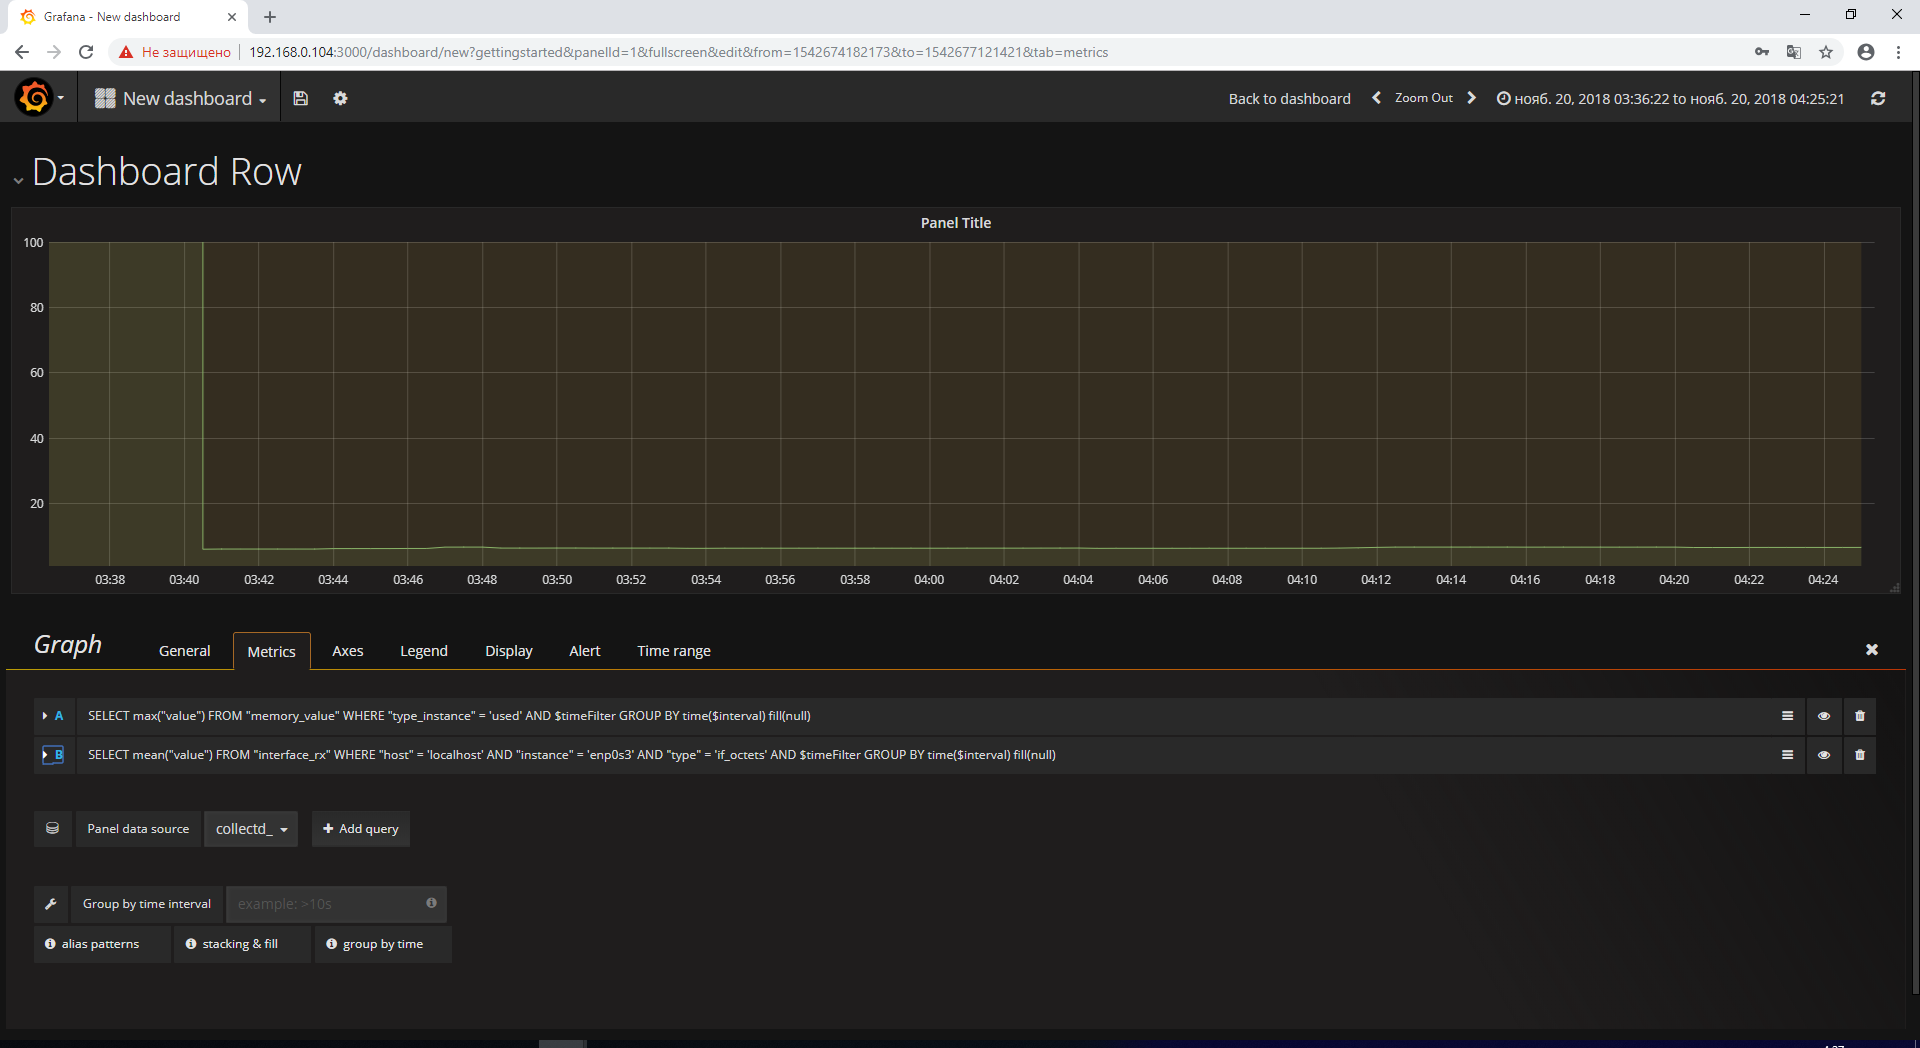 Grafana - New dashboard
Не защищено
192.168.0.104:3000/dashboard/new?gettingstarted&panelId=1&fullscreen&edit&from=1542674182173&to=1542677121421&tab=metrics
New dashboard
Back to dashboard
Zoom Out
нояб. 20, 2018 03:36:22 to нояб. 20, 2018 04:25:21
Dashboard Row
Panel Title
100
80
60
40
20
03:38 03:40 03:42 03:44 03:46 03:48 03:50 03:52 03:54 03:56 03:58 04:00 04:02 04:04 04:06 04:08 04:10 04:12 04:14 04:16 04:18 04:20 04:22 04:24
Graph
General
Metrics
Axes
Legend
Display
Alert
Time range
A SELECT max("value") FROM "memory_value" WHERE "type_instance" = 'used' AND $timeFilter GROUP BY time($interval) fill(null)
B SELECT mean("value") FROM "interface_rx" WHERE "host" = 'localhost' AND "instance" = 'enp0s3' AND "type" = 'if_octets' AND $timeFilter GROUP BY time($interval) fill(null)
Panel data source
collectd_
Add query
Group by time interval
example: >10s
alias patterns
stacking & fill
group by time